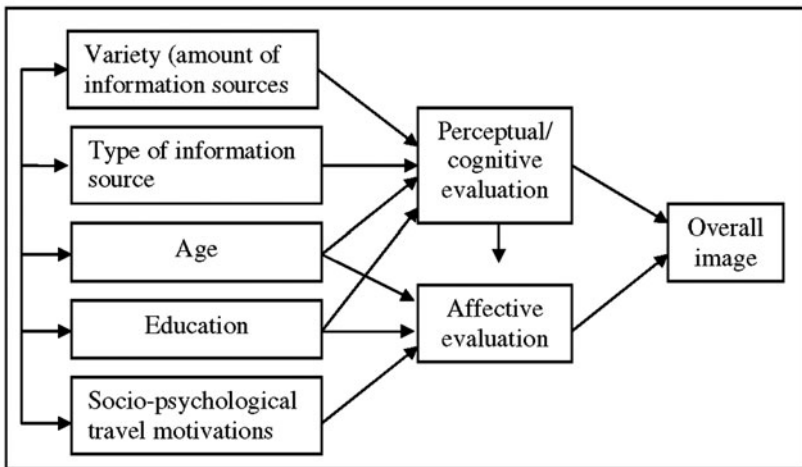 Variety (amount of
information sources
Type of information
source
Age
Education
Socio-psychological
travel motivations
Perceptual/
cognitive
evaluation
Affective
evaluation
Overall
image